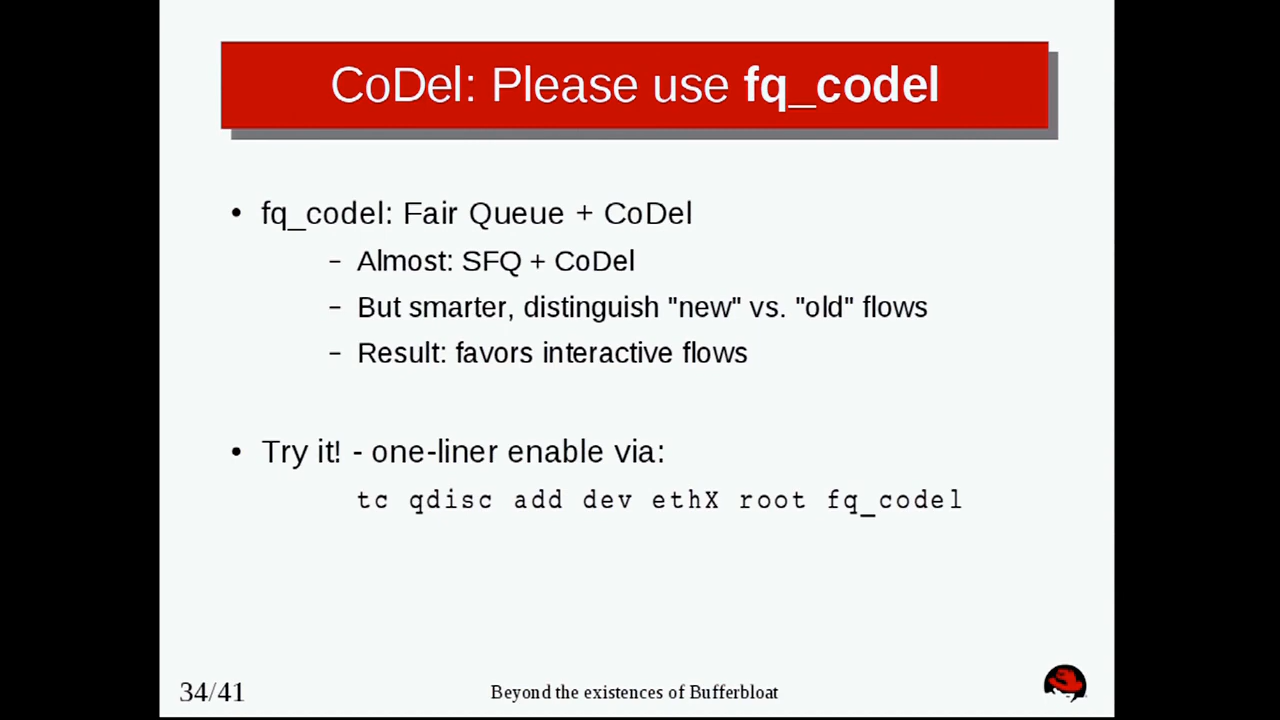 CoDel: Please use fq_codel
• fq_codel: Fair Queue + CoDel
– Almost: SFQ + CoDel
– But smarter, distinguish "new" vs. "old" flows
– Result: favors interactive flows
• Try it! - one-liner enable via:
tc qdisc add dev ethX root fq_codel
34/41
Beyond the existences of Bufferbloat